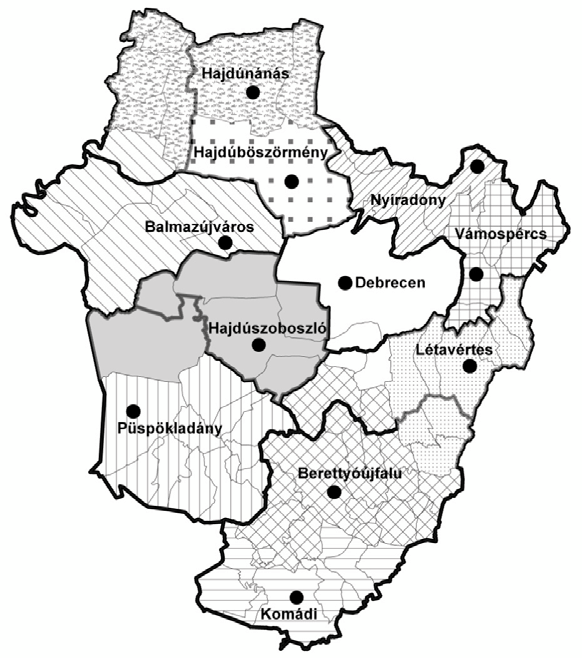 Hajdúnánás
Hajdúböszörmény
Nyíradony
Balmazújváros
Vámospércs
Debrecen
Hajdúszoboszló
Létavértes
Püspökladány
Berettyóújfalu
Komádi